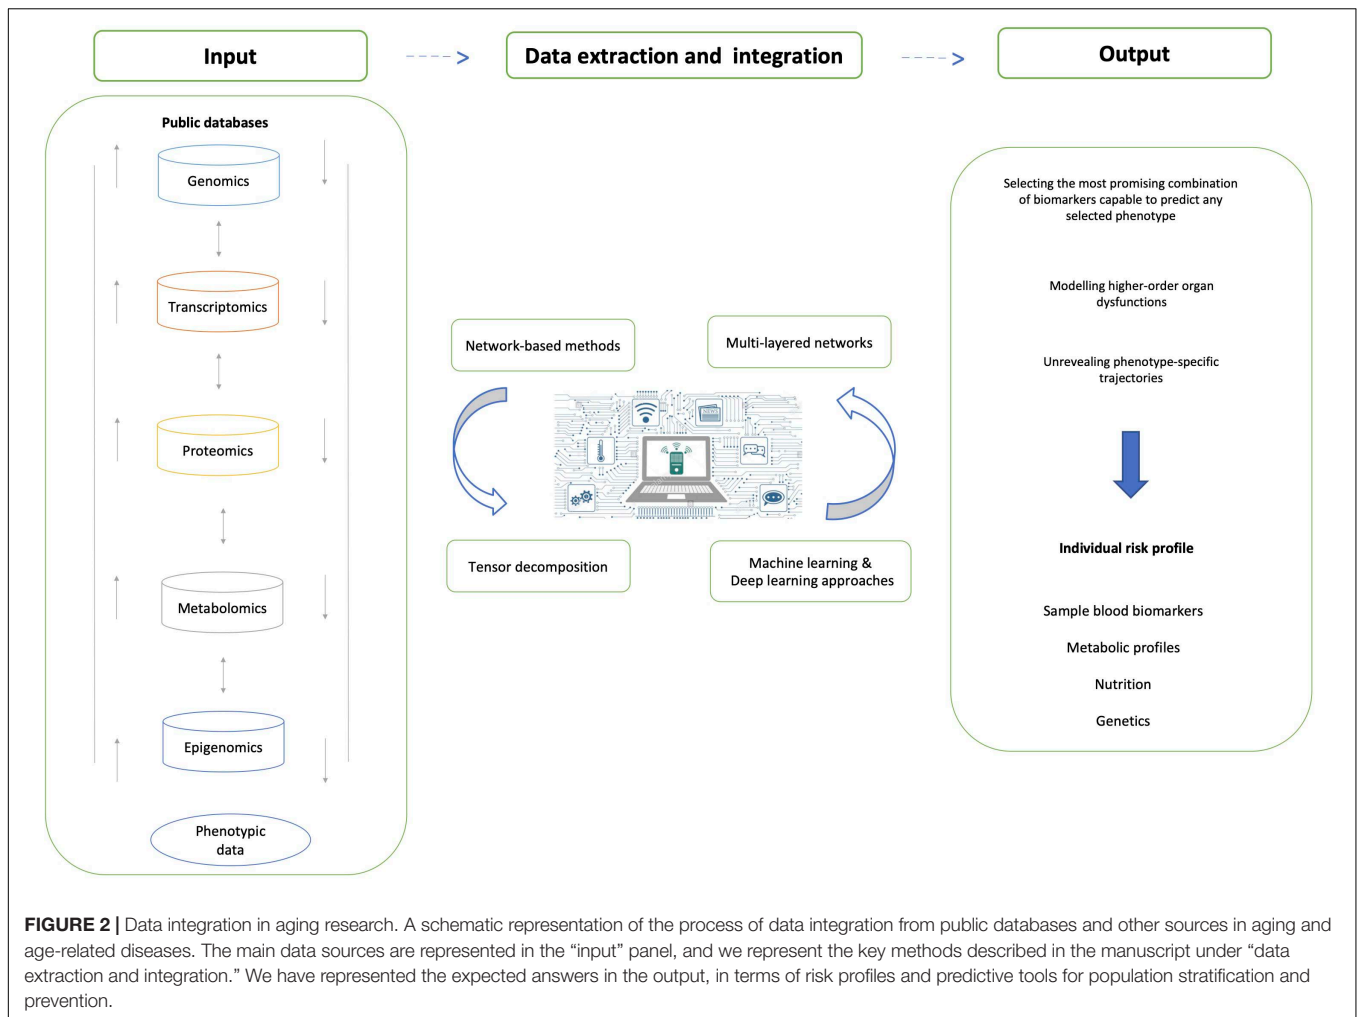 Input
Data extraction and integration
Output
Public databases
Genomics
Transcriptomics
Proteomics
Metabolomics
Epigenomics
Phenotypic
data
Network-based methods
Multi-layered networks
NEWS
Tensor decomposition
Machine learning &
Deep learning approaches
Selecting the most promising combination
of biomarkers capable to predict any
selected phenotype
Modelling higher-order organ
dysfunctions
Unrevealing phenotype-specific
trajectories
Individual risk profile
Sample blood biomarkers
Metabolic profiles
Nutrition
Genetics
FIGURE 2 | Data integration in aging research. A schematic representation of the process of data integration from public databases and other sources in aging and
age-related diseases. The main data sources are represented in the “input” panel, and we represent the key methods described in the manuscript under “data
extraction and integration.” We have represented the expected answers in the output, in terms of risk profiles and predictive tools for population stratification and
prevention.